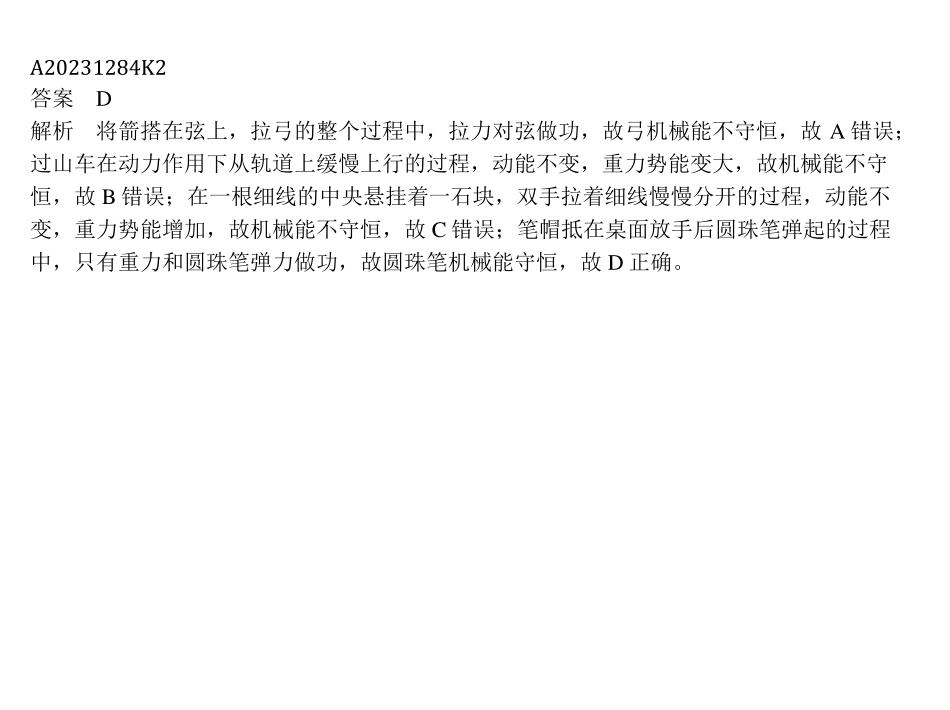 A20231284K2
答案　D
解析　将箭搭在弦上，拉弓的整个过程中，拉力对弦做功，故弓机械能不守恒，故 A 错误；
过山车在动力作用下从轨道上缓慢上行的过程，动能不变，重力势能变大，故机械能不守
恒，故 B 错误；在一根细线的中央悬挂着一石块，双手拉着细线慢慢分开的过程，动能不
变，重力势能增加，故机械能不守恒，故 C 错误；笔帽抵在桌面放手后圆珠笔弹起的过程
中，只有重力和圆珠笔弹力做功，故圆珠笔机械能守恒，故 D 正确。